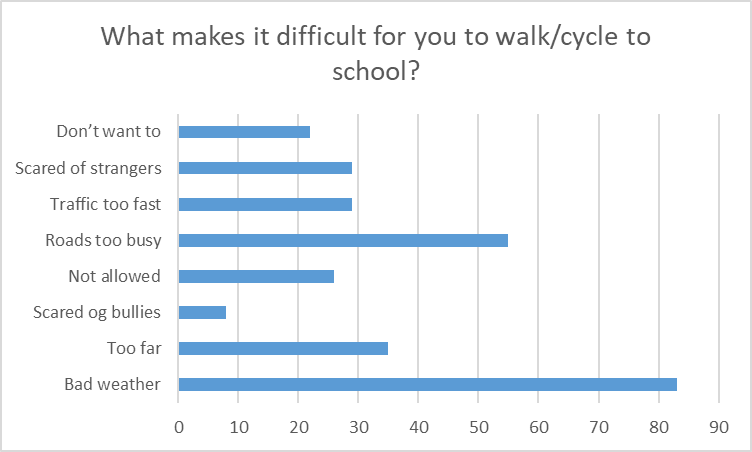 What makes it difficult for you to walk/cycle to
school?
Don’t want to
Scared of strangers
Traffic too fast
Roads too busy
Not allowed
Scared og bullies
Too far
Bad weather
0 10 20 30 40 50 60 70 80 90